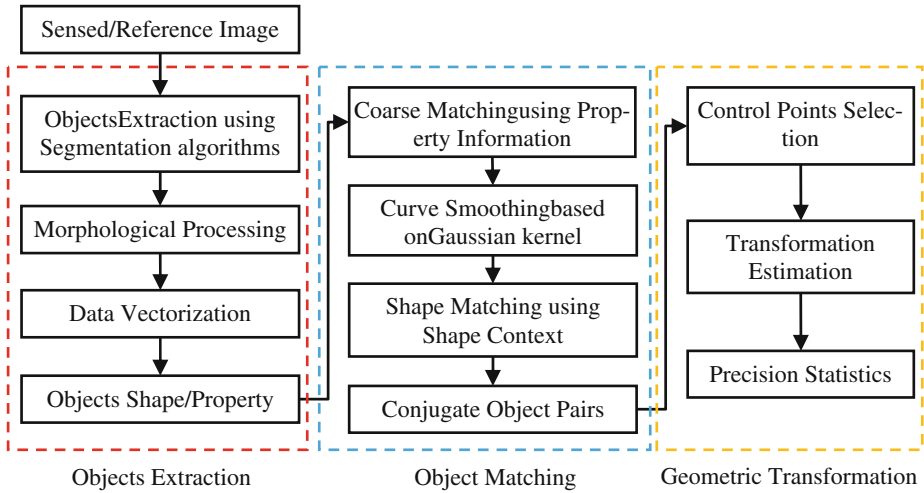 Sensed/Reference Image
ObjectsExtraction using
Segmentation algorithms
Morphological Processing
Data Vectorization
Objects Shape/Property
Objects Extraction
Coarse Matchingusing Prop-
erty Information
Curve Smoothingbased
onGaussian kernel
Shape Matching using
Shape Context
Conjugate Object Pairs
Object Matching
Control Points Selec-
tion
Transformation
Estimation
Precision Statistics
Geometric Transformation